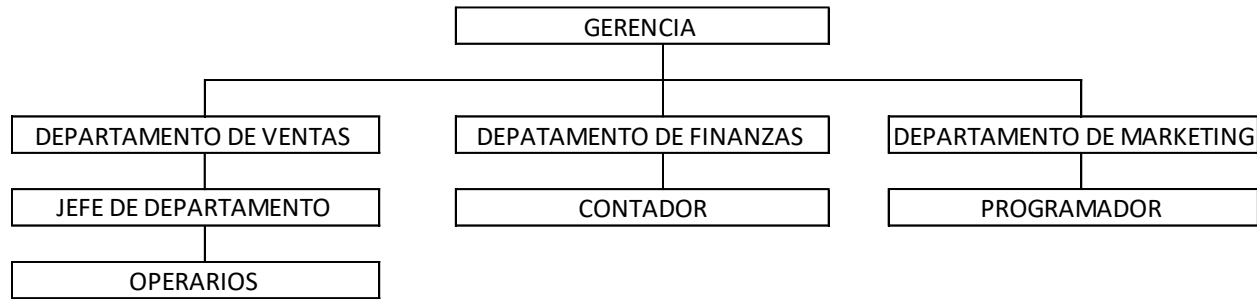 GERENCIA
DEPARTAMENTO DE VENTAS
DEPATAMENTO DE FINANZAS
DEPARTAMENTO DE MARKETING
JEFE DE DEPARTAMENTO
CONTADOR
PROGRAMADOR
OPERARIOS